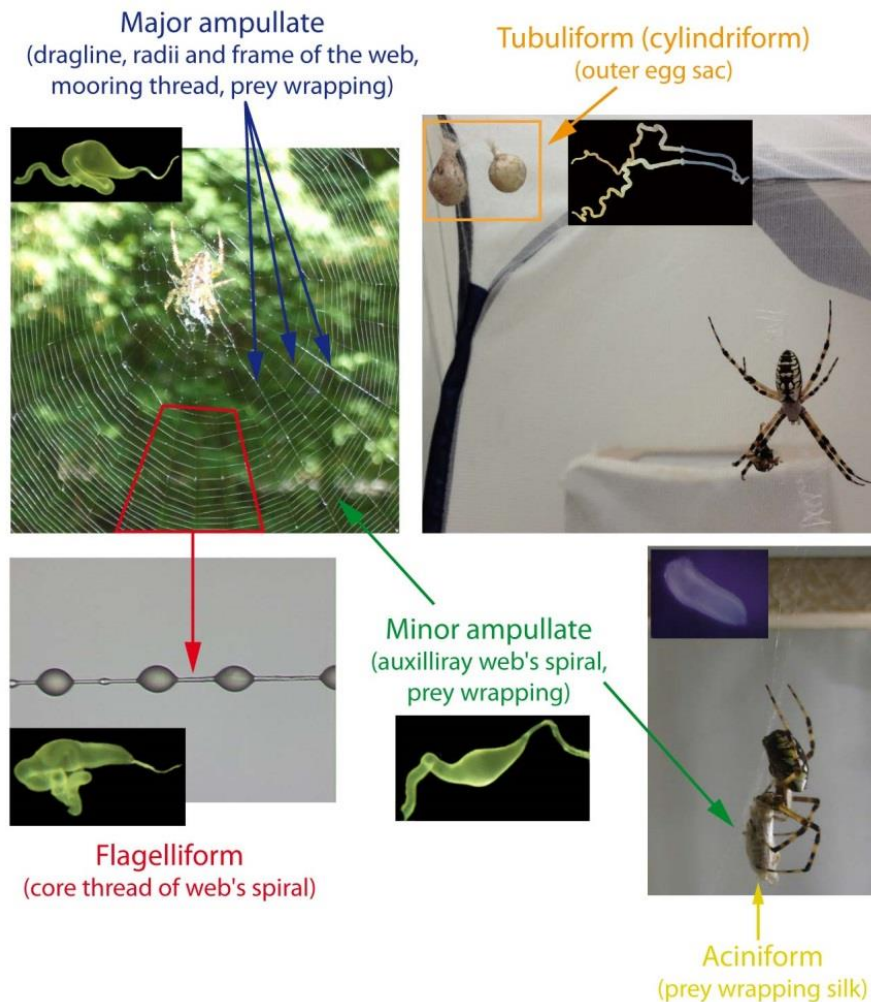 Major ampullate
(dragline, radii and frame of the web,
mooring thread, prey wrapping)
Tubuliform (cylindriform)
(outer egg sac)
Minor ampullate
(auxilliray web's spiral,
prey wrapping)
Flagelliform
(core thread of web's spiral)
Aciniform
(prey wrapping silk)